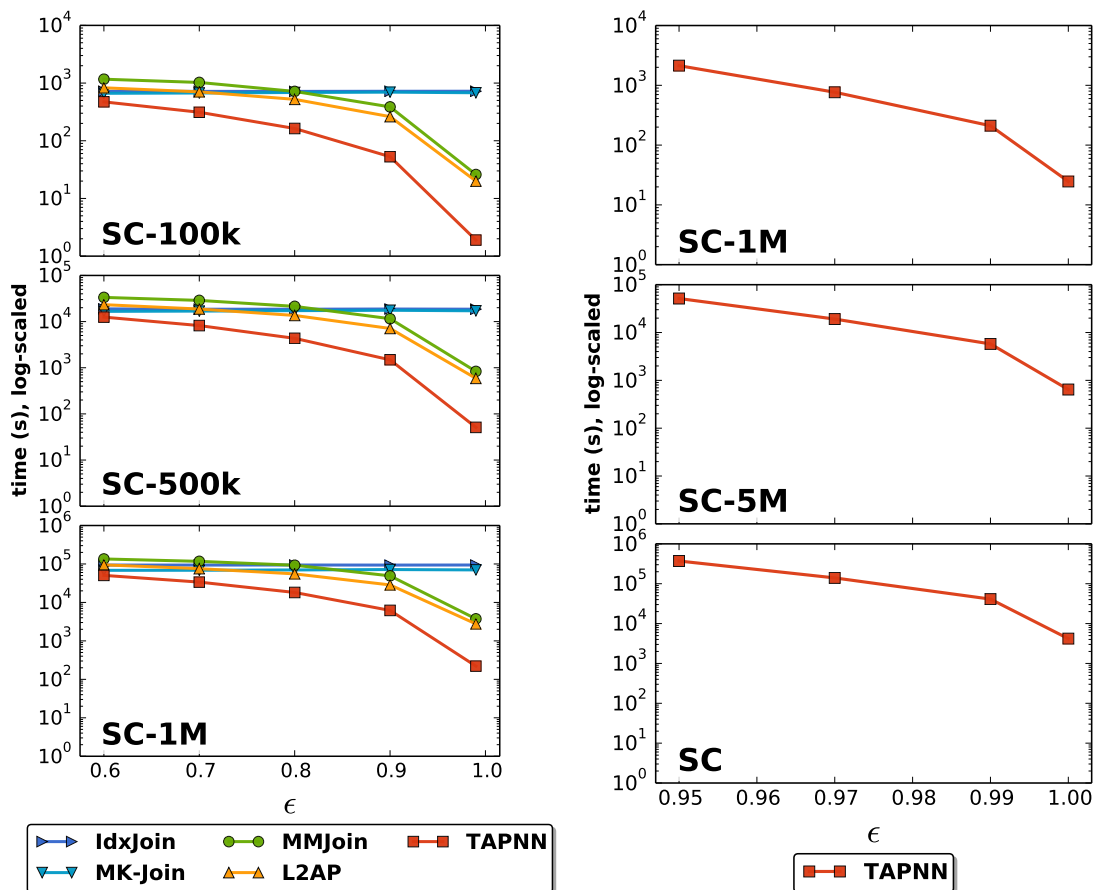 10^4
10^3
10^2
10^1
10^0
SC-100k
10^5
10^4
10^3
10^2
10^1
10^0
SC-500k
time (s), log-scaled
10^6
10^5
10^4
10^3
10^2
10^1
10^0
SC-1M
0.6 0.7 0.8 0.9 1.0
ϵ
IdxJoin MMJoin TAPNN
MK-Join L2AP
10^4
10^3
10^2
10^1
10^0
SC-1M
10^5
10^4
10^3
10^2
10^1
10^0
SC-5M
time (s), log-scaled
10^6
10^5
10^4
10^3
10^2
10^1
10^0
SC
0.95 0.96 0.97 0.98 0.99 1.00
ϵ
TAPNN